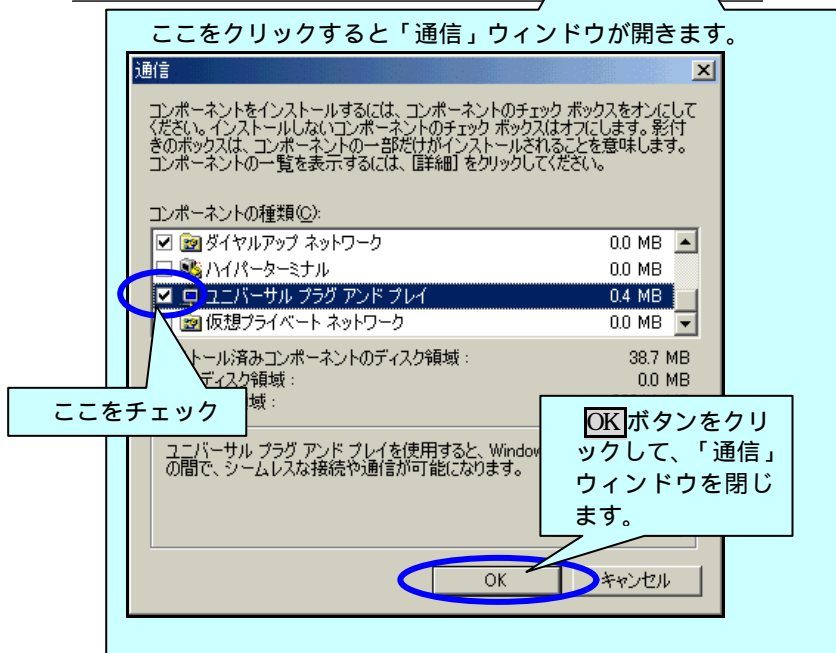 ここをクリックすると「通信」ウィンドウが開きます。
通信
コンポーネントをインストールするには、コンポーネントのチェック ボックスをオンにして
ください。インストールしないコンポーネントのチェック ボックスはオフにします。影付
きのボックスは、コンポーネントの一部だけがインストールされることを意味します。
コンポーネントの一覧を表示するには、[詳細] をクリックしてください。
コンポーネントの種類(C):
ダイヤルアップ ネットワーク 0.0 MB
ハイパーターミナル 0.0 MB
ユニバーサル プラグ アンド プレイ 0.4 MB
仮想プライベート ネットワーク 0.0 MB
トール済みコンポーネントのディスク領域 : 38.7 MB
ディスク領域 : 0.0 MB
域 :
ここをチェック
OKボタンをクリ
ックして、「通信」
ウィンドウを閉じ
ます。
ユニバーサル プラグ アンド プレイを使用すると、Window
の間で、シームレスな接続や通信が可能になります。
OK キャンセル